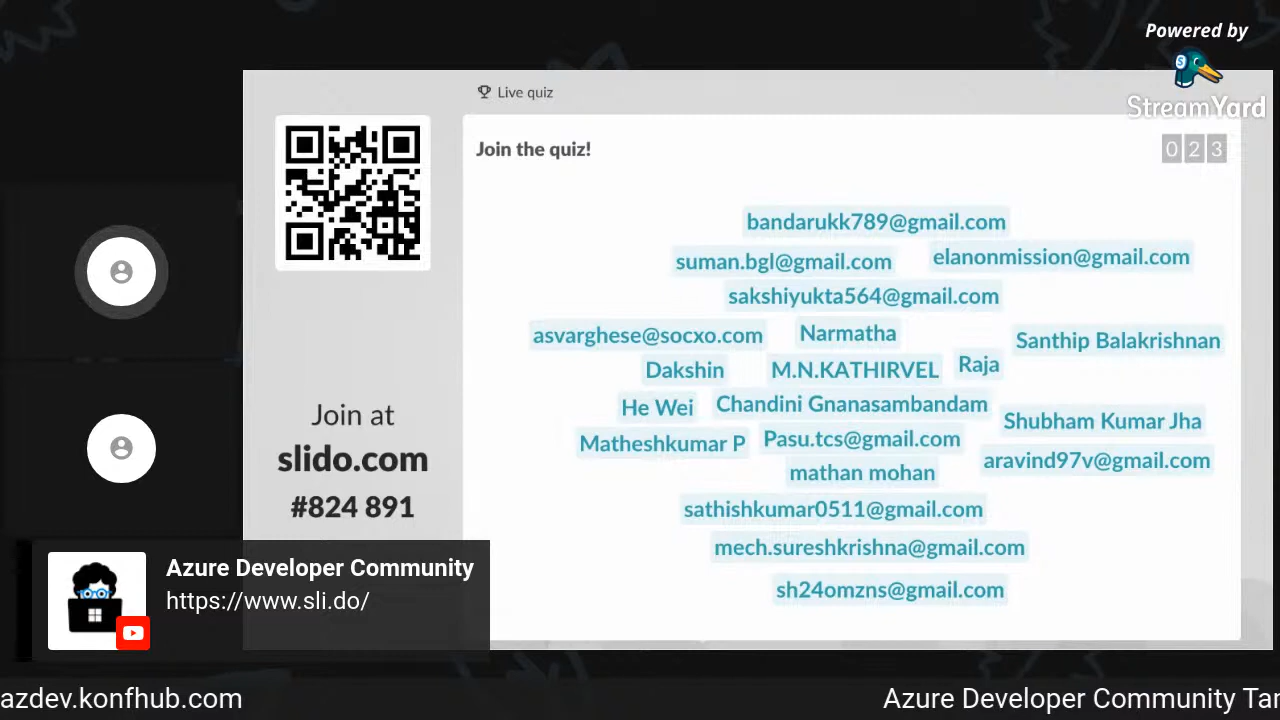 Powered by
StreamYard
Live quiz
Join the quiz!
023
bandarukk789@gmail.com
suman.bgl@gmail.com
elanonmission@gmail.com
sakshiyukta564@gmail.com
asvarghese@socxo.com
Narmatha
Santhip Balakrishnan
Dakshin
M.N.KATHIRVEL
Raja
He Wei
Chandini Gnanasambandam
Shubham Kumar Jha
Matheshkumar P
Pasu.tcs@gmail.com
aravind97v@gmail.com
mathan mohan
sathishkumar0511@gmail.com
mech.sureshkrishna@gmail.com
sh24omzns@gmail.com
Join at
slido.com
#824 891
Azure Developer Community
https://www.sli.do/
azdev.konfhub.com
Azure Developer Community Tar